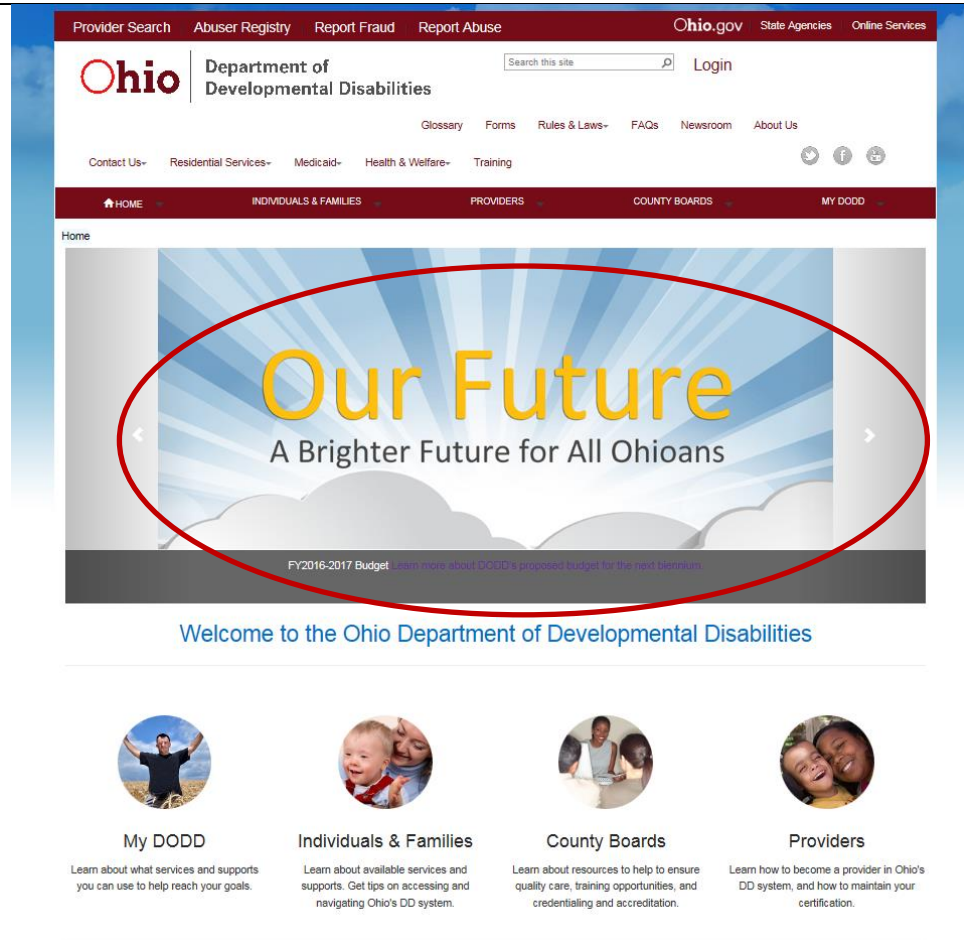 Provider Search Abuser Registry Report Fraud Report Abuse Ohio.gov State Agencies Online Services
Ohio Department of
Developmental Disabilities
Search this site
Login
Glossary Forms Rules & Laws FAQs Newsroom About Us
Contact Us Residential Services Medicaid Health & Welfare Training
HOME INDIVIDUALS & FAMILIES PROVIDERS COUNTY BOARDS MY DODD
Home
Our Future
A Brighter Future for All Ohioans
FY2016-2017 Budget Learn more about DODD's proposed budget for the next biennium.
Welcome to the Ohio Department of Developmental Disabilities
My DODD
Learn about what services and supports
you can use to help reach your goals.
Individuals & Families
Learn about available services and
supports. Get tips on accessing and
navigating Ohio's DD system.
County Boards
Learn about resources to help to ensure
quality care, training opportunities, and
credentialing and accreditation.
Providers
Learn how to become a provider in Ohio's
DD system, and how to maintain your
certification.